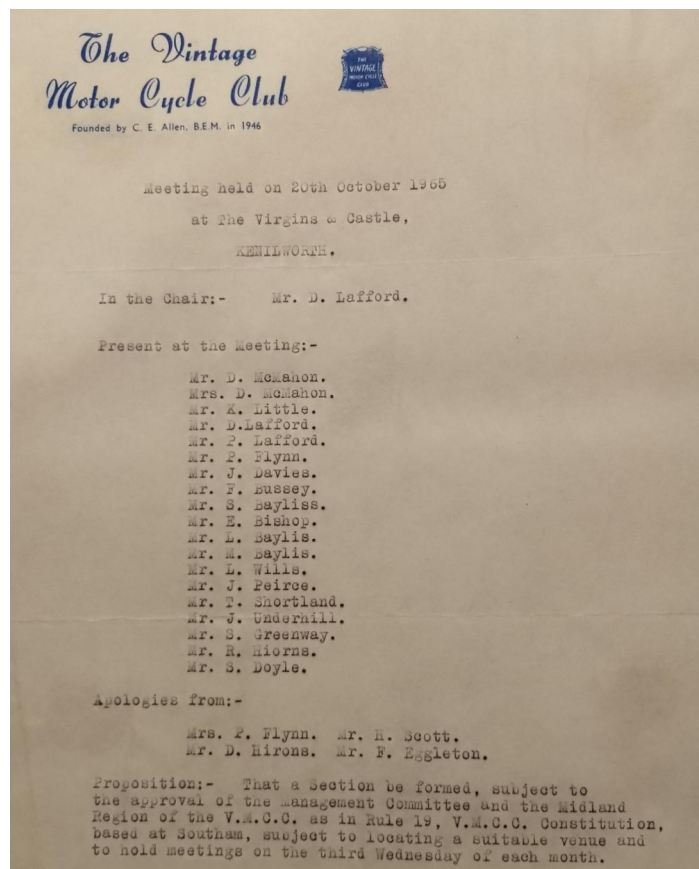 The Vintage
Motor Cycle Club
Founded by C. E. Allen, B.E.M. in 1946
THE
VINTAGE
MOTOR CYCLE
CLUB
Meeting held on 20th October 1965
at The Virgins & Castle,
KENILWORTH.
In the Chair:- Mr. D. Lafford.
Present at the Meeting:-
Mr. D. McMahon.
Mrs. D. McMahon.
Mr. K. Little.
Mr. D.Lafford.
Mr. P. Lafford.
Mr. P. Flynn.
Mr. J. Davies.
Mr. F. Bussey.
Mr. S. Bayliss.
Mr. E. Bishop.
Mr. L. Baylis.
Mr. M. Baylis.
Mr. L. Wills.
Mr. J. Peirce.
Mr. T. Shortland.
Mr. J. Underhill.
Mr. S. Greenway.
Mr. R. Hiorns.
Mr. S. Doyle.
Apologies from:-
Mrs. P. Flynn. Mr. H. Scott.
Mr. D. Hirons. Mr. F. Eggleton.
Proposition:- That a Section be formed, subject to
the approval of the Management Committee and the Midland
Region of the V.M.C.C. as in Rule 19, V.M.C.C. Constitution,
based at Southam, subject to locating a suitable venue and
to hold meetings on the third Wednesday of each month.